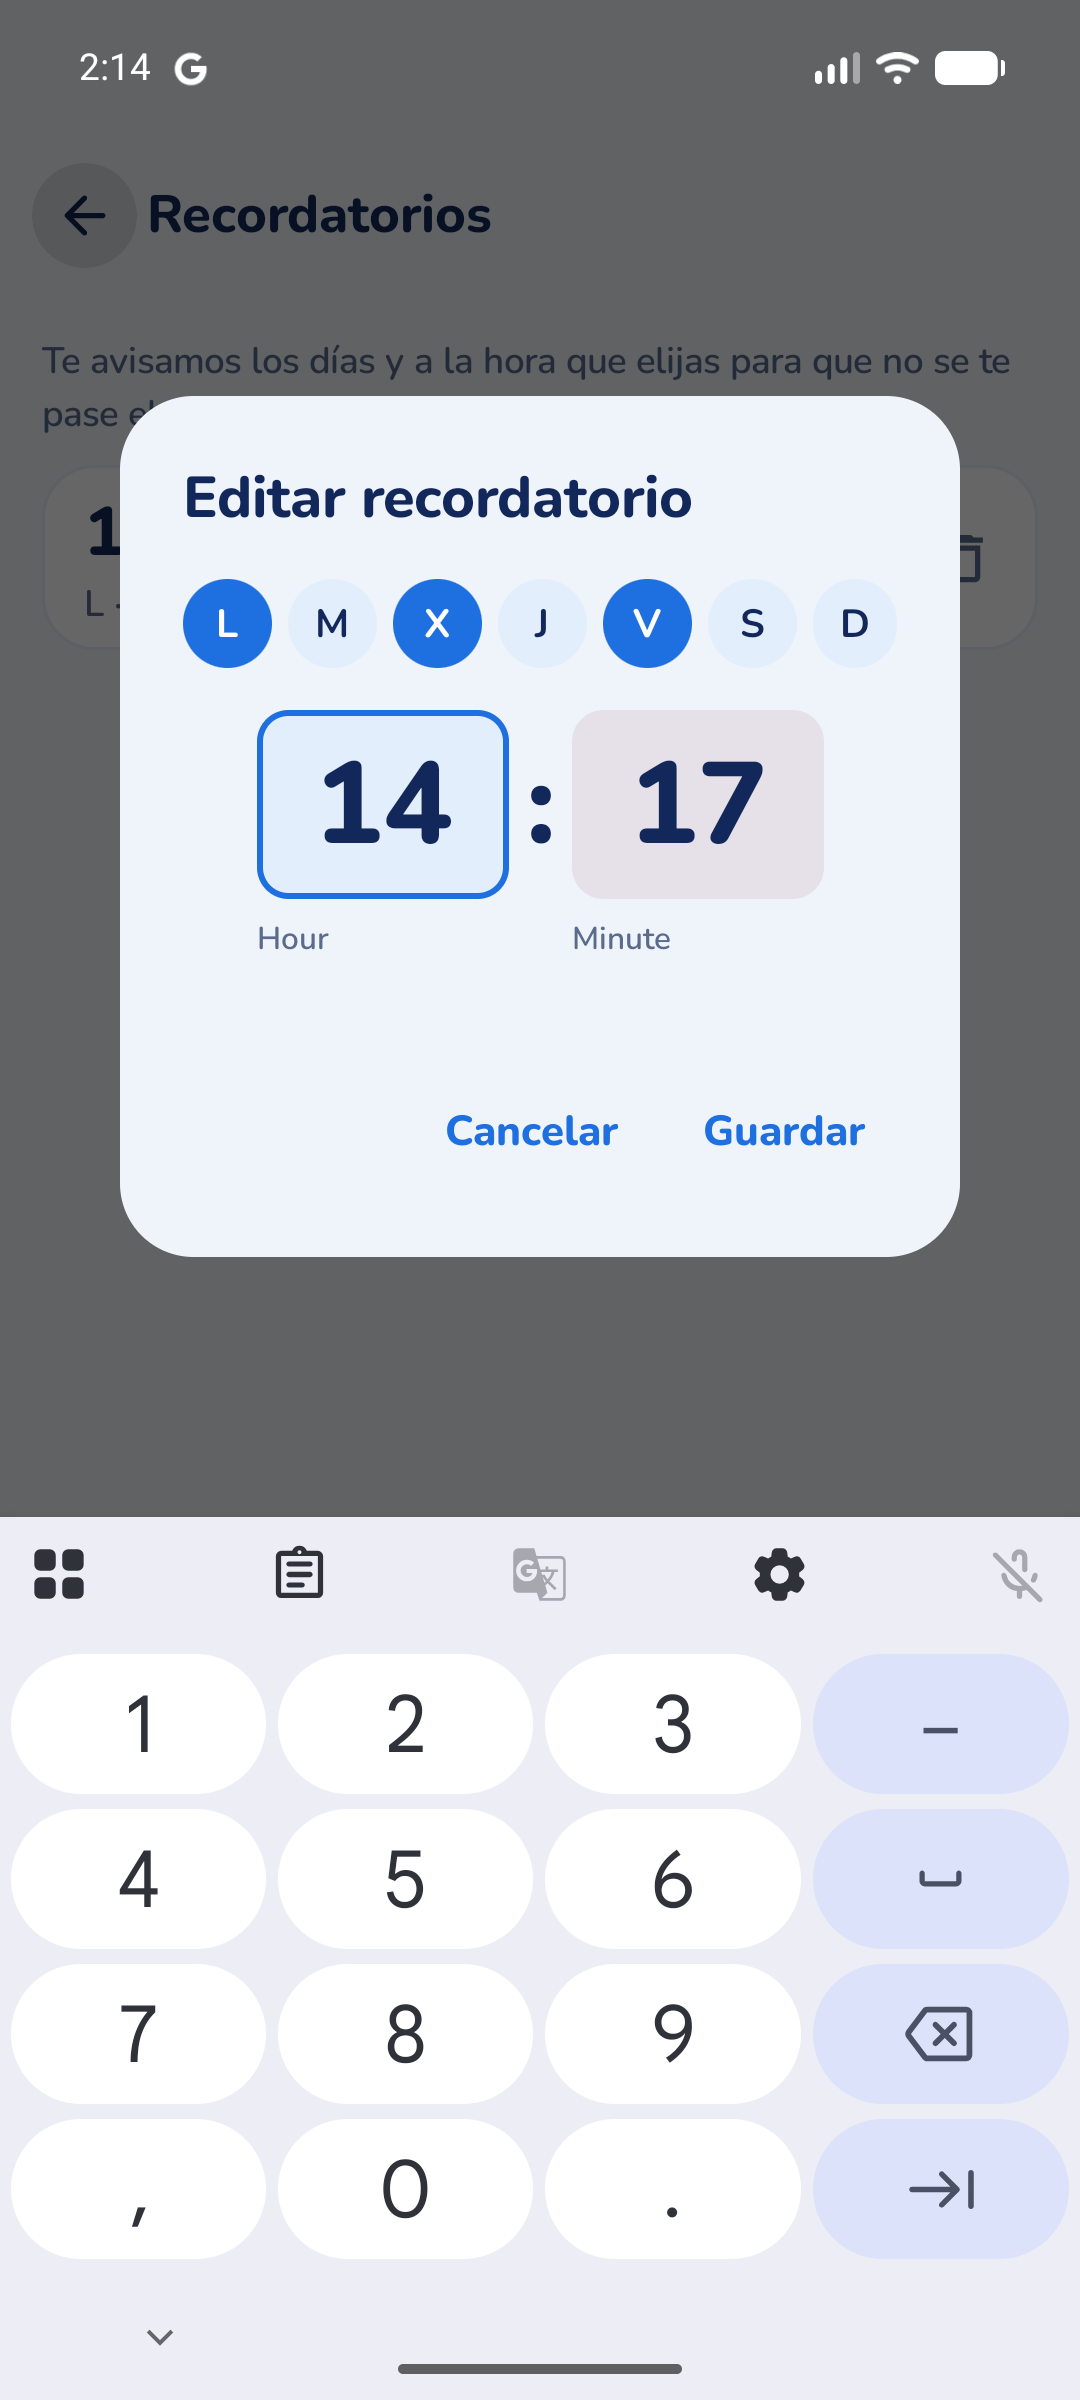 2:14
Recordatorios
Te avisamos los días y a la hora que elijas para que no se te
pase
Editar recordatorio
L M X J V S D
14 : 17
Hour Minute
Cancelar Guardar
1 2 3 –
4 5 6
7 8 9
, 0 .